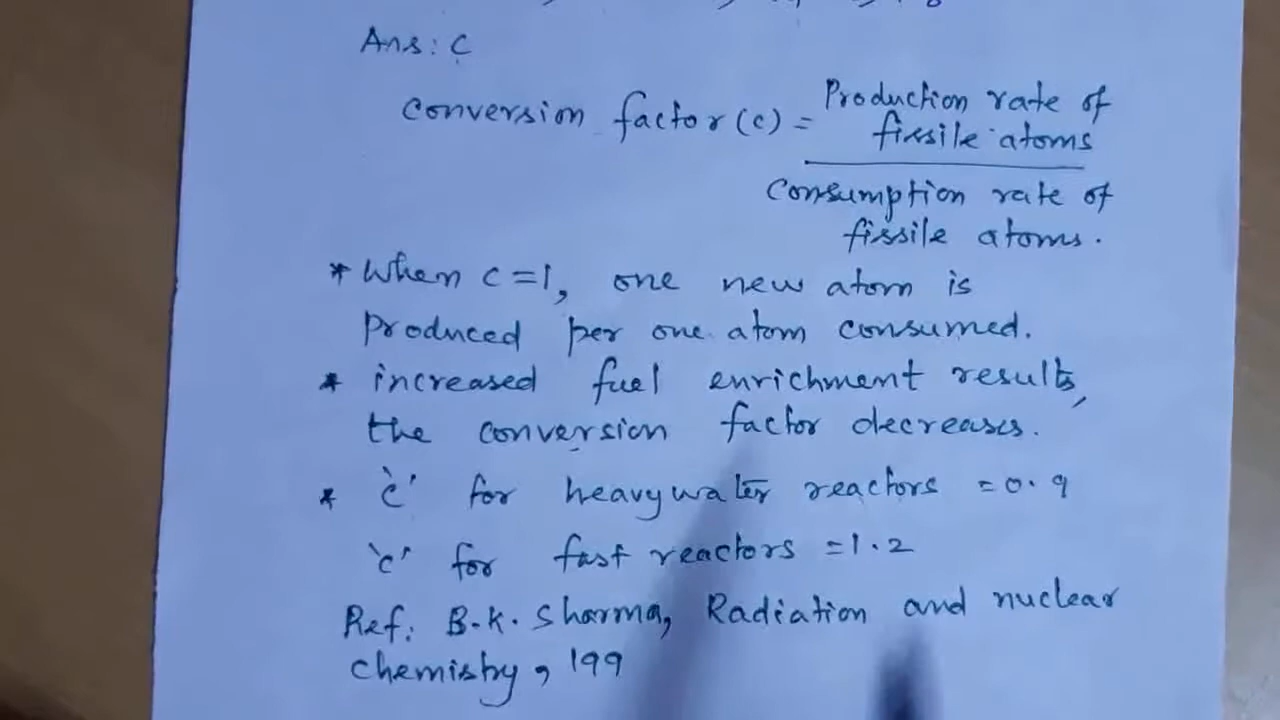 Ans: C
Conversion factor (c) = Production rate of
fissile atoms
Consumption rate of
fissile atoms.
* When c=1, one new atom is
produced per one atom consumed.
* increased fuel enrichment results,
the conversion factor decreases.
* 'c' for heavy water reactors = 0.9
'c' for fast reactors = 1.2
Ref: B.K. Sharma, Radiation and nuclear
chemistry, 199